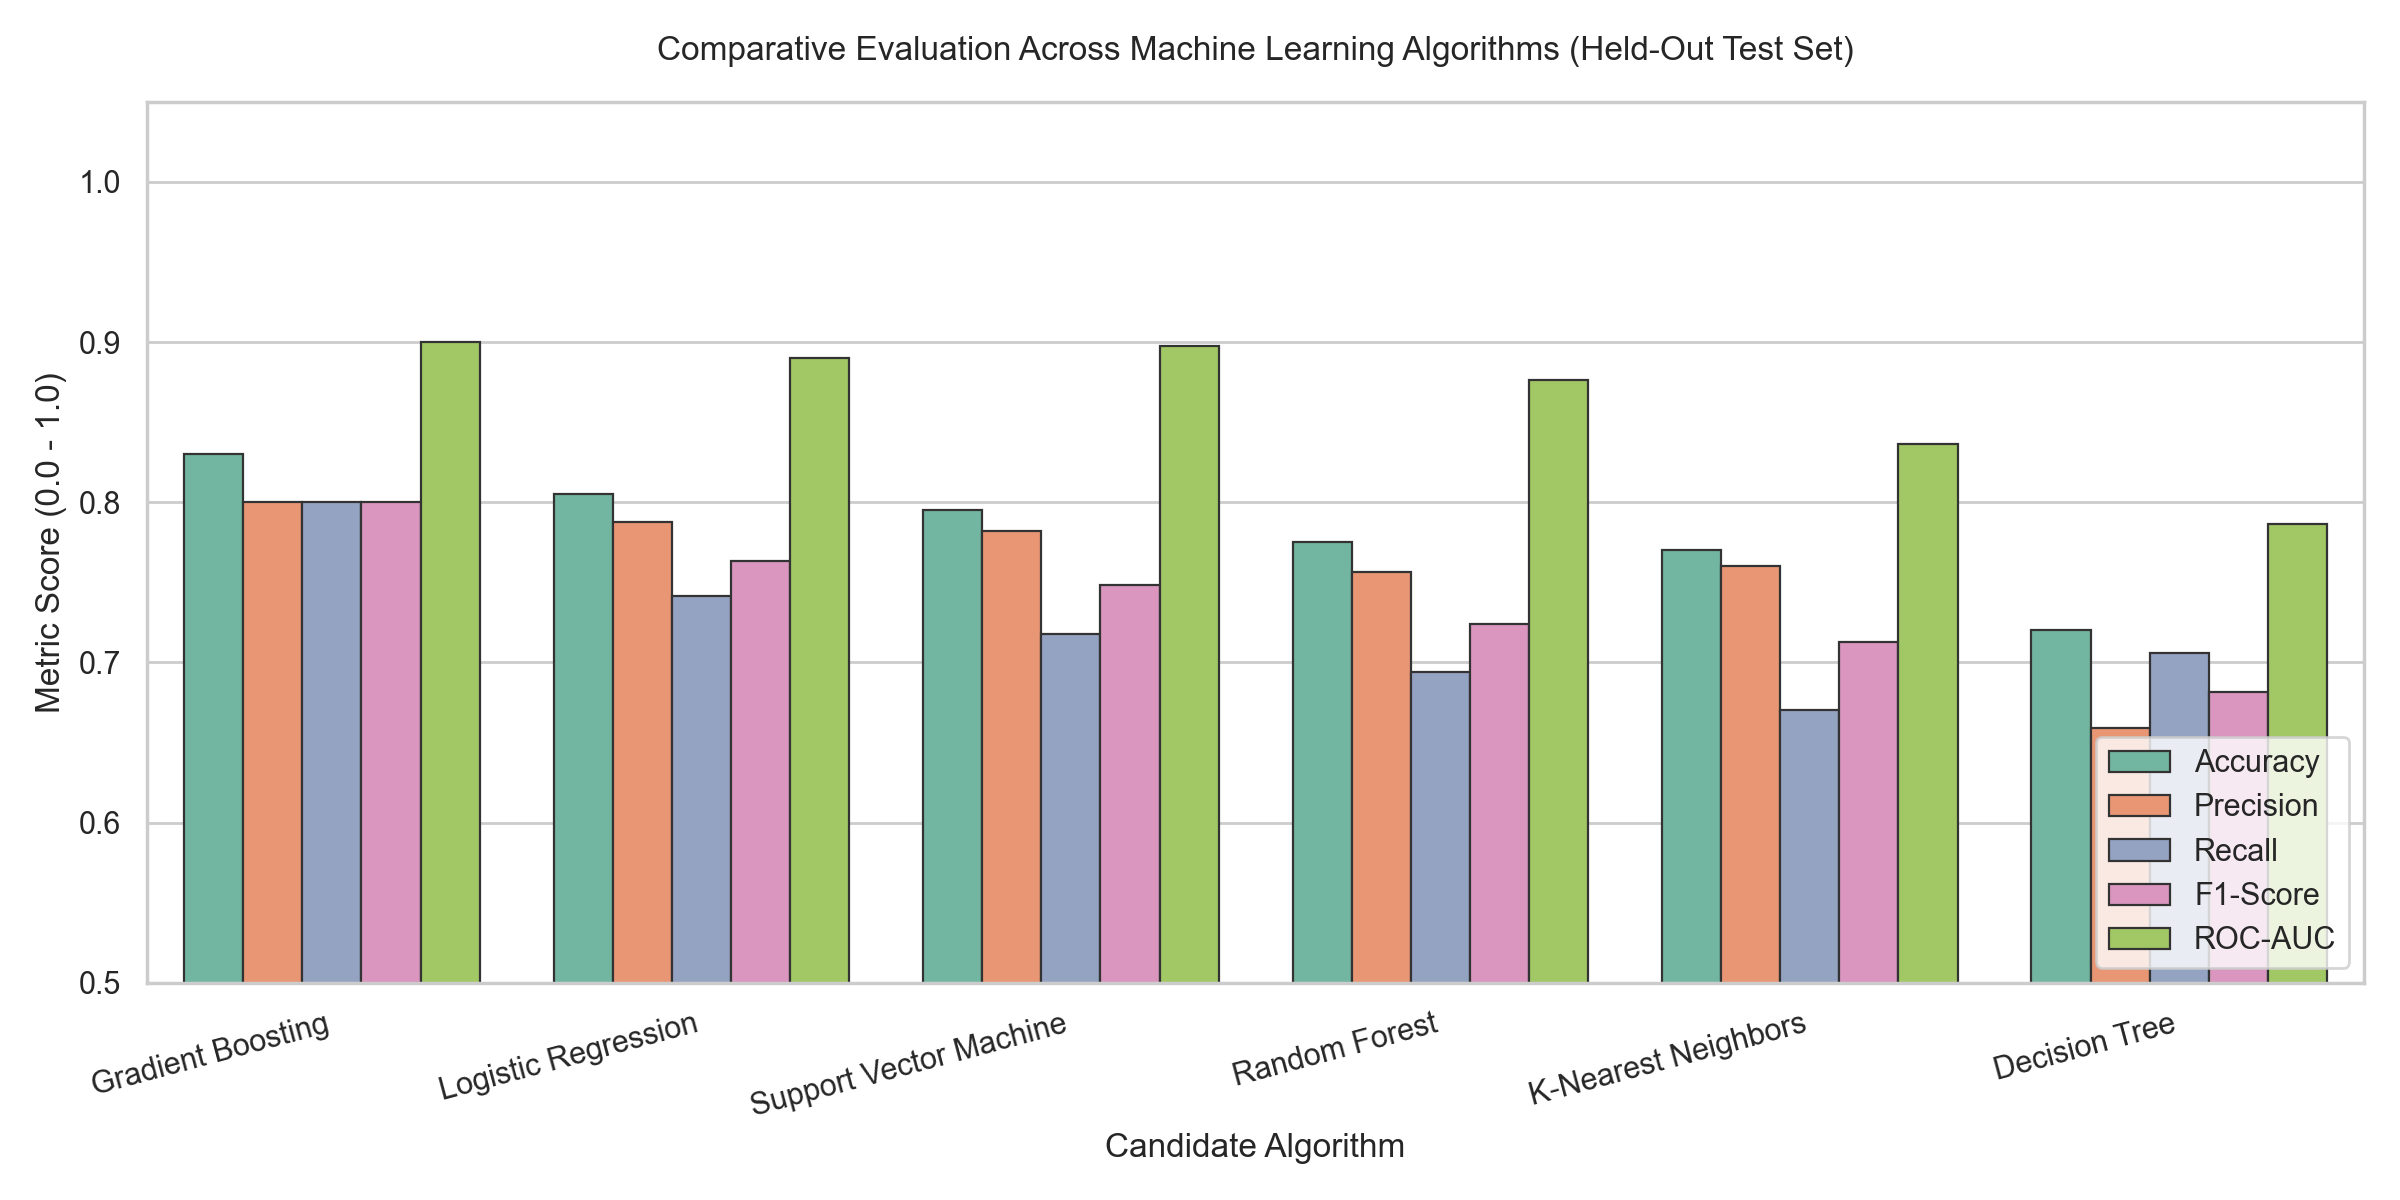 Comparative Evaluation Across Machine Learning Algorithms (Held-Out Test Set)
Metric Score (0.0 - 1.0)
1.0
0.9
0.8
0.7
0.6
0.5
Accuracy
Precision
Recall
F1-Score
ROC-AUC
Gradient Boosting
Logistic Regression
Support Vector Machine
Random Forest
K-Nearest Neighbors
Decision Tree
Candidate Algorithm